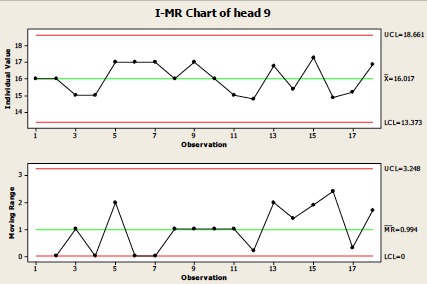 I-MR Chart of head 9
UCL=18.661
18
17
16
15
14
Individual Value
X̅=16.017
LCL=13.373
1 3 5 7 9 11 13 15 17
Observation
UCL=3.248
3
2
1
0
Moving Range
M̅R̅=0.994
LCL=0
1 3 5 7 9 11 13 15 17
Observation